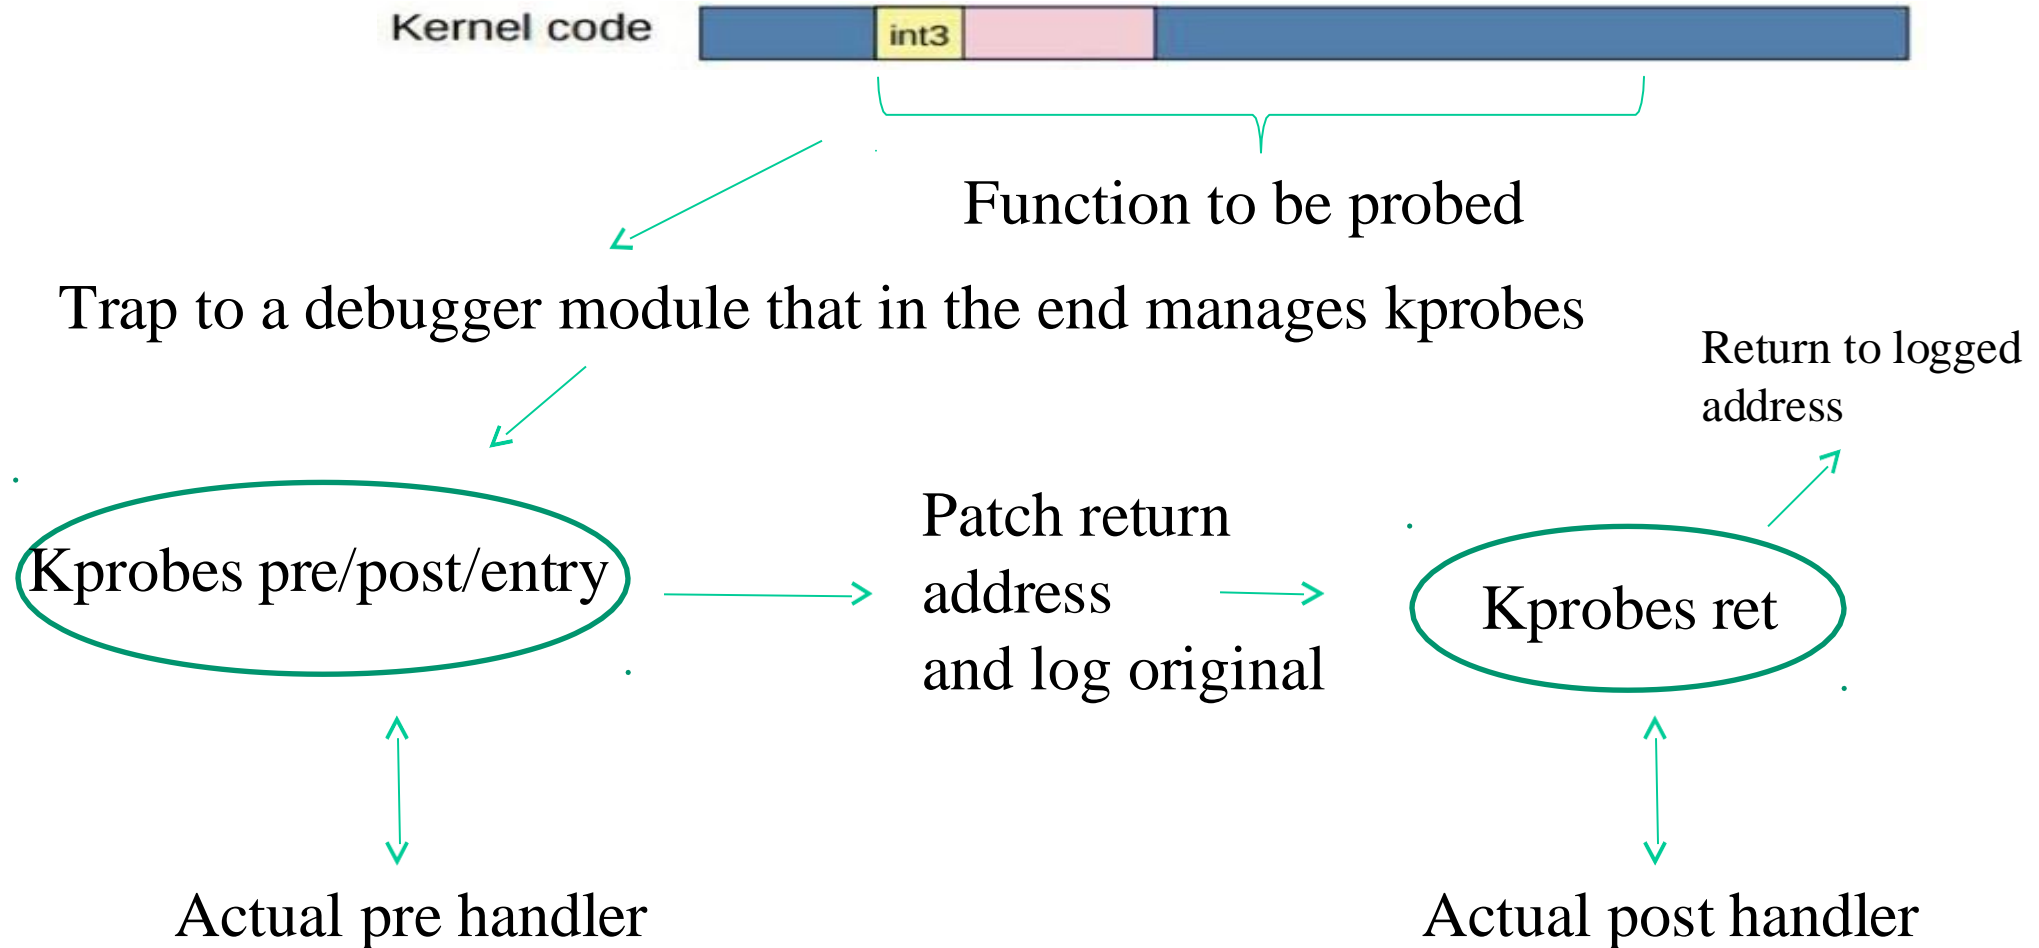 Kernel code
int3
Function to be probed
Trap to a debugger module that in the end manages kprobes
Return to logged
address
Kprobes pre/post/entry
Patch return
address
and log original
Kprobes ret
Actual pre handler
Actual post handler